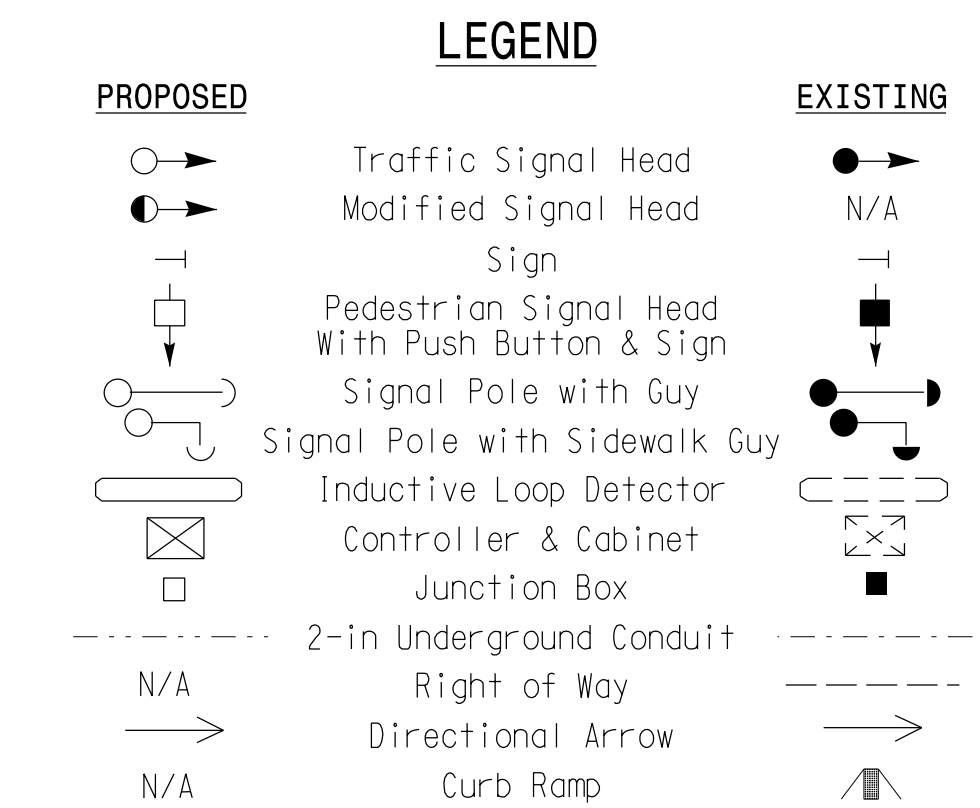 LEGEND
PROPOSED EXISTING
Traffic Signal Head
Modified Signal Head N/A
Sign
Pedestrian Signal Head
With Push Button & Sign
Signal Pole with Guy
Signal Pole with Sidewalk Guy
Inductive Loop Detector
Controller & Cabinet
Junction Box
2-in Underground Conduit
N/A Right of Way
Directional Arrow
N/A Curb Ramp